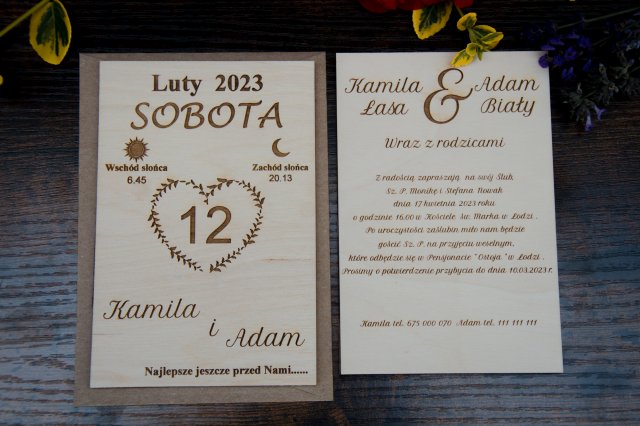 Luty 2023
SOBOTA
Wschód słońca
6.45
Zachód słońca
20.13
12
Kamila
i
Adam
Najlepsze jeszcze przed Nami......
Kamila
Łasa
&
Adam
Biały
Wraz z rodzicami
Z radością zapraszają na swój Ślub
Sz. P. Monikę i Stefana Nowak
dnia 17 kwietnia 2023 roku
o godzinie 16.00 w Kościele św. Marka w Łodzi .
Po uroczystości zaślubin miło nam będzie
gościć Sz. P. na przyjęciu weselnym,
które odbędzie się w Pensjonacie "Ostoja "w Łodzi .
Prosimy o potwierdzenie przybycia do dnia 10.03.2023 r.
Kamila tel. 675 000 070 Adam tel. 111 111 111